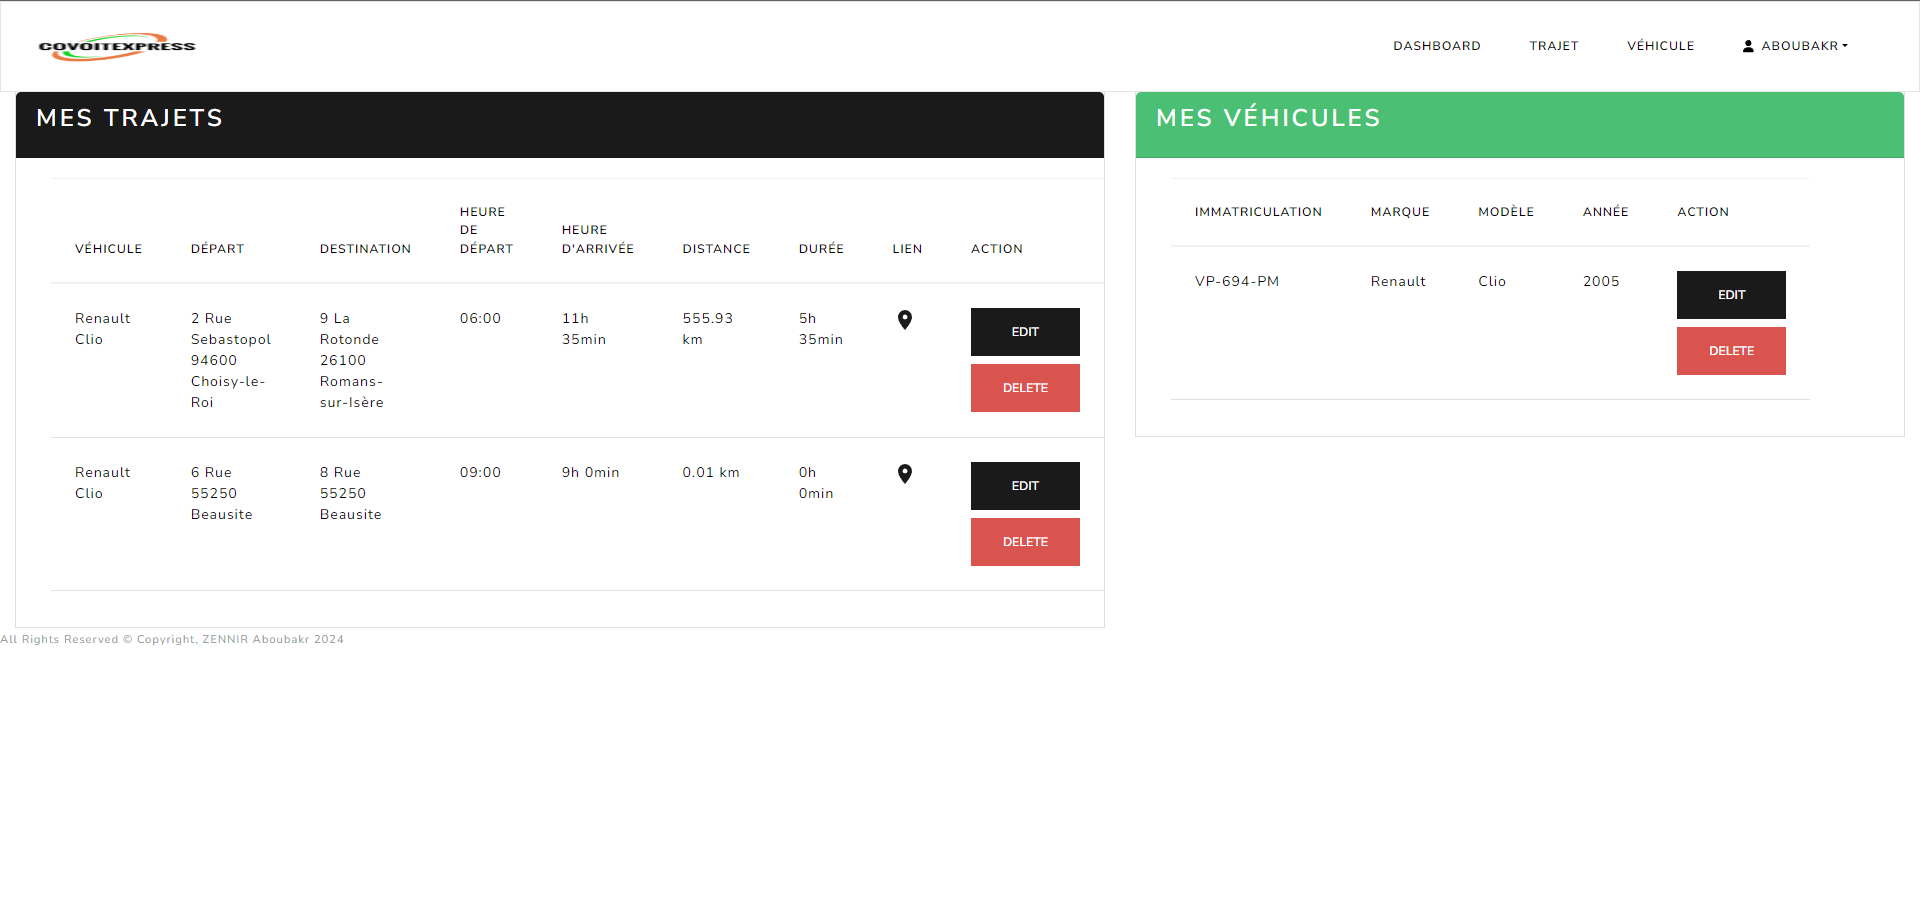 COVOITEXPRESS
DASHBOARD
TRAJET
VÉHICULE
ABOUBAKR
MES TRAJETS
VÉHICULE
DÉPART
DESTINATION
HEURE
DE
DÉPART
HEURE
D'ARRIVÉE
DISTANCE
DURÉE
LIEN
ACTION
Renault
Clio
2 Rue
Sebastopol
94600
Choisy-le-
Roi
9 La
Rotonde
26100
Romans-
sur-Isère
06:00
11h
35min
555.93
km
5h
35min
EDIT
DELETE
Renault
Clio
6 Rue
55250
Beausite
8 Rue
55250
Beausite
09:00
9h 0min
0.01 km
0h
0min
EDIT
DELETE
MES VÉHICULES
IMMATRICULATION
MARQUE
MODÈLE
ANNÉE
ACTION
VP-694-PM
Renault
Clio
2005
EDIT
DELETE
All Rights Reserved © Copyright, ZENNIR Aboubakr 2024